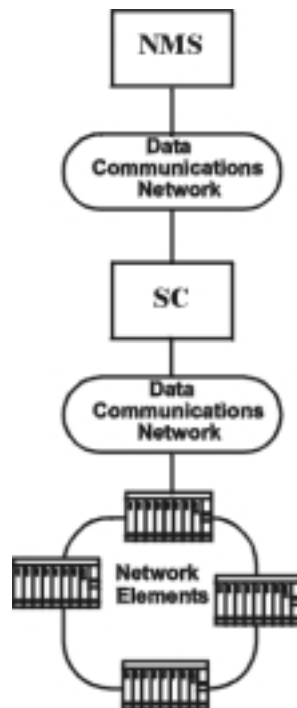 NMS
Data
Communications
Network
SC
Data
Communications
Network
Network
Elements